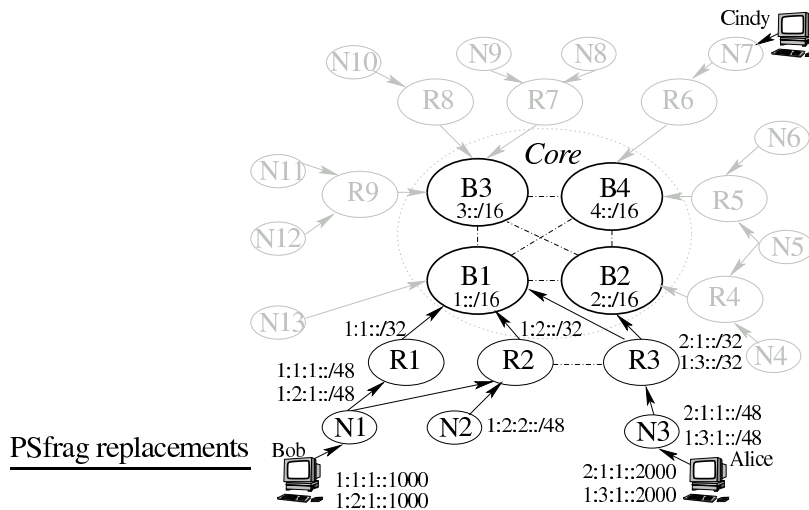 Cindy
N10
N9
N8
N7
R8
R7
R6
N6
Core
N11
R9
B3
3::/16
B4
4::/16
R5
N12
N5
B1
1::/16
B2
2::/16
R4
N13
1:1::/32
1:2::/32
2:1::/32
1:3::/32
N4
R1
R2
R3
1:1:1::/48
1:2:1::/48
N1
N2
1:2:2::/48
N3
2:1:1::/48
1:3:1::/48
PSfrag replacements
Bob
1:1:1::1000
1:2:1::1000
Alice
2:1:1::2000
1:3:1::2000